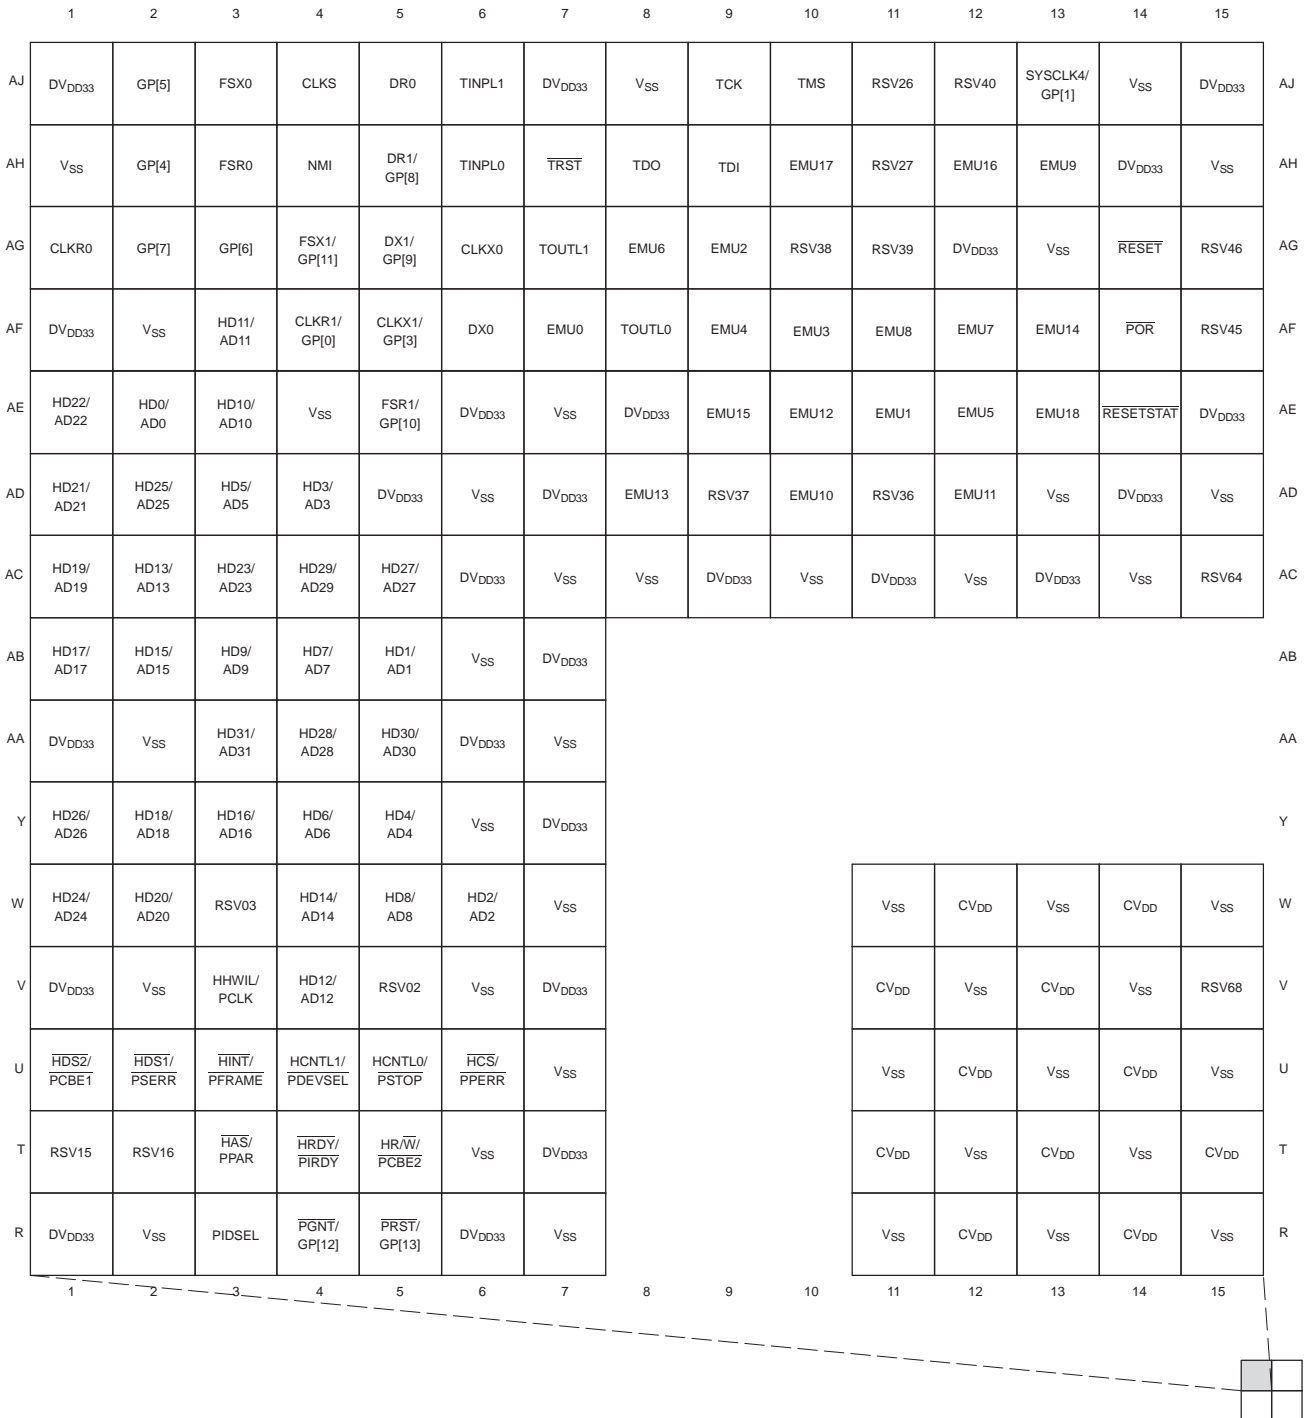 1 2 3 4 5 6 7 8 9 10 11 12 13 14 15
AJ DVDD33 GP[5] FSX0 CLKS DR0 TINPL1 DVDD33 VSS TCK TMS RSV26 RSV40 SYSCLK4/ GP[1] VSS DVDD33 AJ
AH VSS GP[4] FSR0 NMI DR1/ GP[8] TINPL0 TRST TDO TDI EMU17 RSV27 EMU16 EMU9 DVDD33 VSS AH
AG CLKR0 GP[7] GP[6] FSX1/ GP[11] DX1/ GP[9] CLKX0 TOUTL1 EMU6 EMU2 RSV38 RSV39 DVDD33 VSS RESET RSV46 AG
AF DVDD33 VSS HD11/ AD11 CLKR1/ GP[0] CLKX1/ GP[3] DX0 EMU0 TOUTL0 EMU4 EMU3 EMU8 EMU7 EMU14 POR RSV45 AF
AE HD22/ AD22 HD0/ AD0 HD10/ AD10 VSS FSR1/ GP[10] DVDD33 VSS DVDD33 EMU15 EMU12 EMU1 EMU5 EMU18 RESETSTAT DVDD33 AE
AD HD21/ AD21 HD25/ AD25 HD5/ AD5 HD3/ AD3 DVDD33 VSS DVDD33 EMU13 RSV37 EMU10 RSV36 EMU11 VSS DVDD33 VSS AD
AC HD19/ AD19 HD13/ AD13 HD23/ AD23 HD29/ AD29 HD27/ AD27 DVDD33 VSS VSS DVDD33 VSS DVDD33 VSS DVDD33 VSS RSV64 AC
AB HD17/ AD17 HD15/ AD15 HD9/ AD9 HD7/ AD7 HD1/ AD1 VSS DVDD33 AB
AA DVDD33 VSS HD31/ AD31 HD28/ AD28 HD30/ AD30 DVDD33 VSS AA
Y HD26/ AD26 HD18/ AD18 HD16/ AD16 HD6/ AD6 HD4/ AD4 VSS DVDD33 Y
W HD24/ AD24 HD20/ AD20 RSV03 HD14/ AD14 HD8/ AD8 HD2/ AD2 VSS VSS CVDD VSS CVDD VSS W
V DVDD33 VSS HHWIL/ PCLK HD12/ AD12 RSV02 VSS DVDD33 CVDD VSS CVDD VSS RSV68 V
U HDS2/ PCBE1 HDS1/ PSERR HINT/ PFRAME HCNTL1/ PDEVSEL HCNTL0/ PSTOP HCS/ PPERR VSS VSS CVDD VSS CVDD VSS U
T RSV15 RSV16 HAS/ PPAR HRDY/ PIRDY HR/W/ PCBE2 VSS DVDD33 CVDD VSS CVDD VSS CVDD T
R DVDD33 VSS PIDSEL PGNT/ GP[12] PRST/ GP[13] DVDD33 VSS VSS CVDD VSS CVDD VSS R
1 2 3 4 5 6 7 8 9 10 11 12 13 14 15